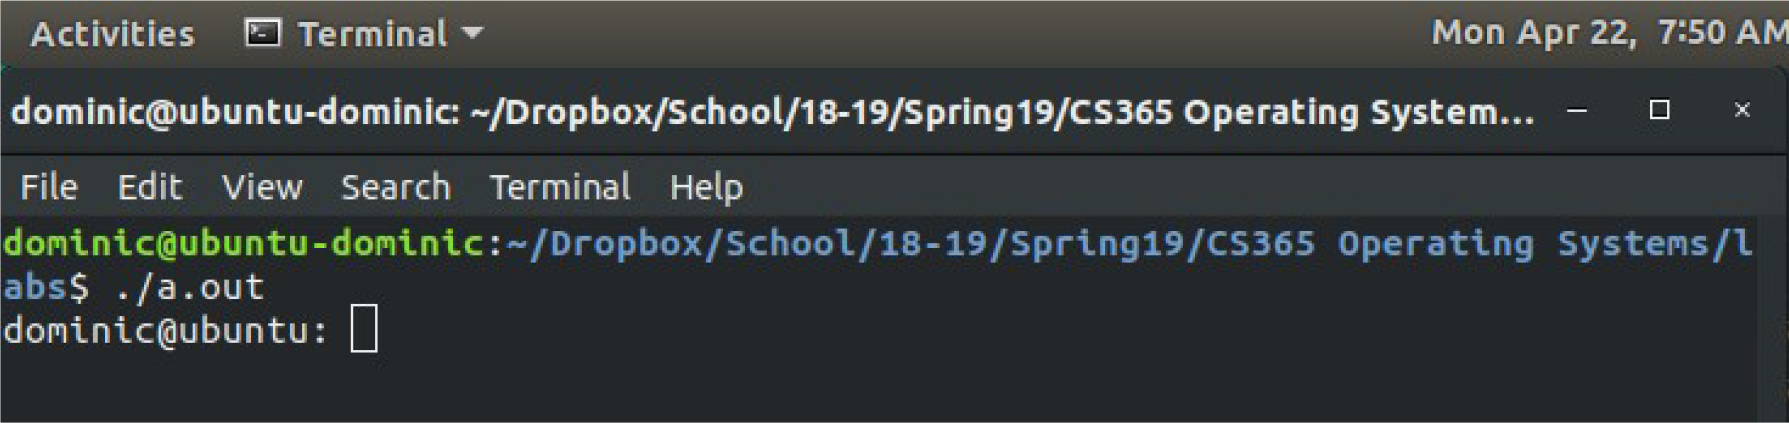 Activities Terminal Mon Apr 22, 7:50 AM
dominic@ubuntu-dominic: ~/Dropbox/School/18-19/Spring19/CS365 Operating System...
File Edit View Search Terminal Help
dominic@ubuntu-dominic:~/Dropbox/School/18-19/Spring19/CS365 Operating Systems/l
abs$ ./a.out
dominic@ubuntu: